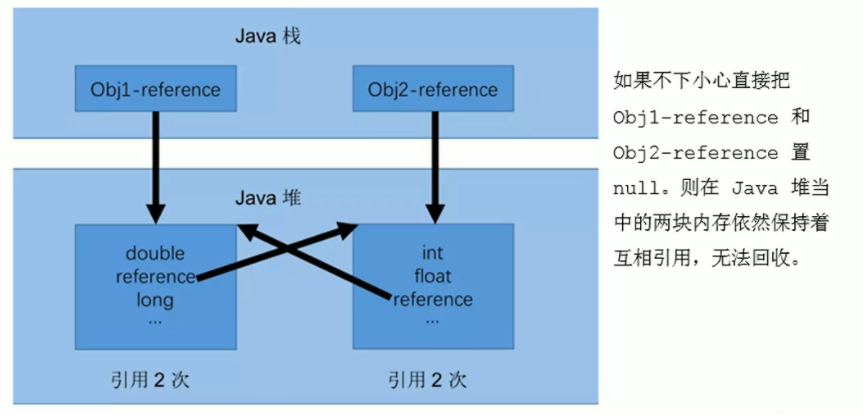 Java 栈
Obj1-reference
Obj2-reference
Java 堆
double
reference
long
...
int
float
reference
...
引用 2 次
引用 2 次
如果不下小心直接把
Obj1-reference 和
Obj2-reference 置
null。则在 Java 堆当
中的两块内存依然保持着
互相引用,无法回收。